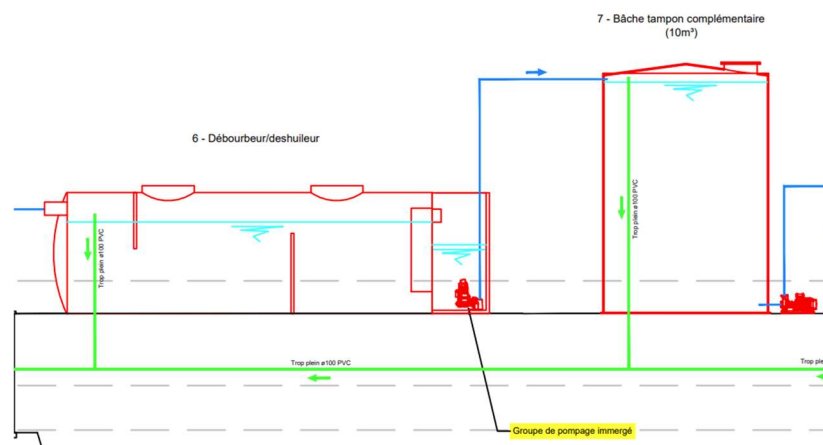 7 - Bâche tampon complémentaire
(10m³)
6 - Débourbeur/deshuileur
Trop plein ø100 PVC
Trop plein ø100 PVC
Trop plein ø100 PVC
Trop plein ø
Groupe de pompage immergé